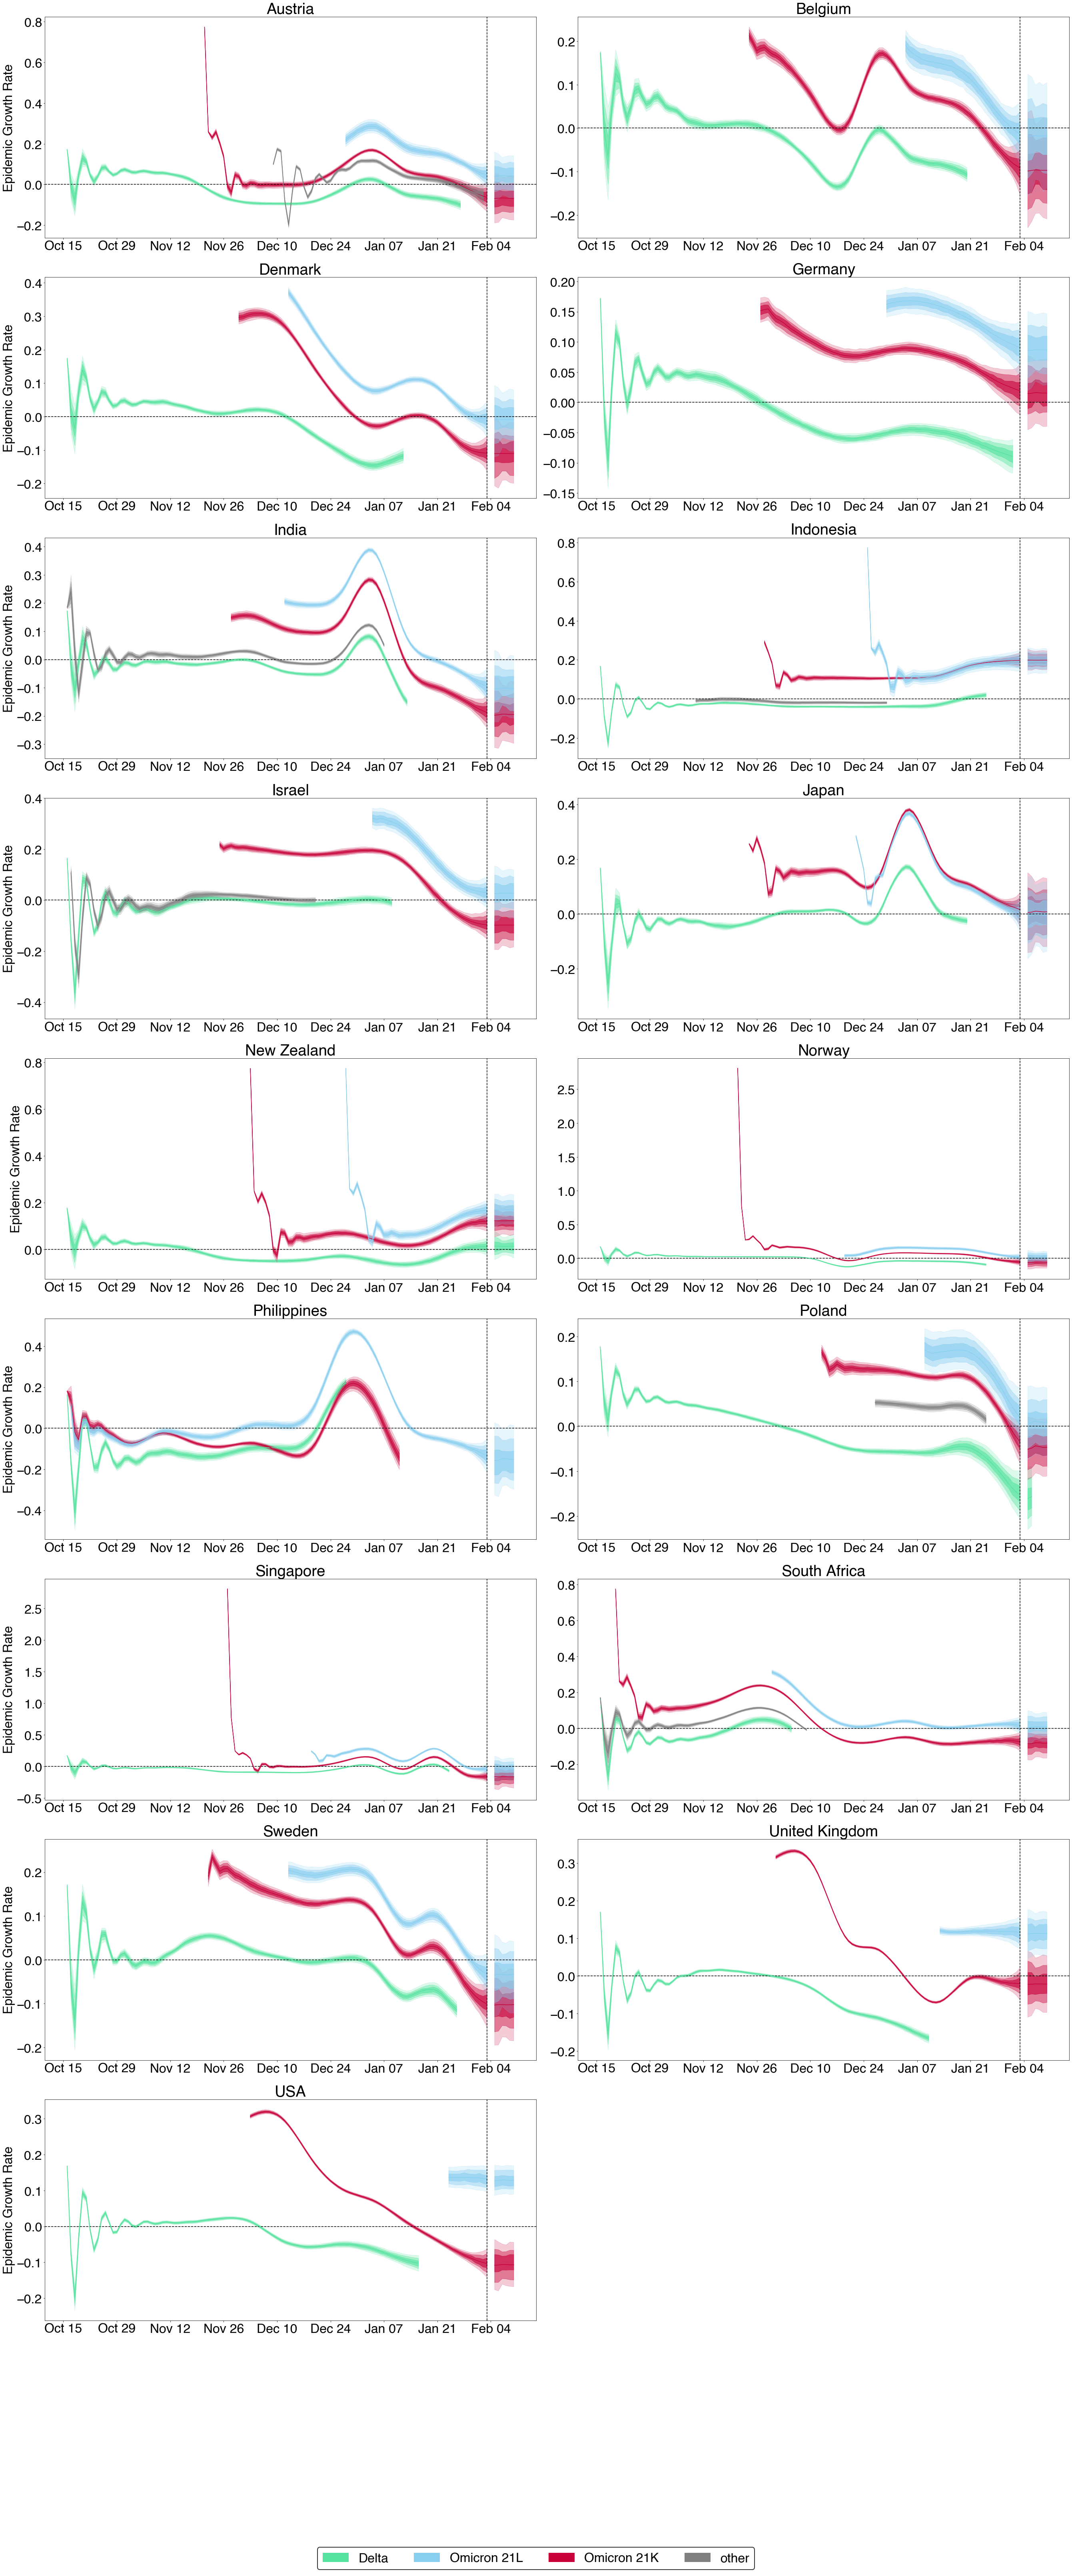 Austria
Epidemic Growth Rate
0.8
0.6
0.4
0.2
0.0
−0.2
Oct 15 Oct 29 Nov 12 Nov 26 Dec 10 Dec 24 Jan 07 Jan 21 Feb 04
Belgium
0.2
0.1
0.0
−0.1
−0.2
Oct 15 Oct 29 Nov 12 Nov 26 Dec 10 Dec 24 Jan 07 Jan 21 Feb 04
Denmark
Epidemic Growth Rate
0.4
0.3
0.2
0.1
0.0
−0.1
−0.2
Oct 15 Oct 29 Nov 12 Nov 26 Dec 10 Dec 24 Jan 07 Jan 21 Feb 04
Germany
0.20
0.15
0.10
0.05
0.00
−0.05
−0.10
−0.15
Oct 15 Oct 29 Nov 12 Nov 26 Dec 10 Dec 24 Jan 07 Jan 21 Feb 04
India
Epidemic Growth Rate
0.4
0.3
0.2
0.1
0.0
−0.1
−0.2
−0.3
Oct 15 Oct 29 Nov 12 Nov 26 Dec 10 Dec 24 Jan 07 Jan 21 Feb 04
Indonesia
0.8
0.6
0.4
0.2
0.0
−0.2
Oct 15 Oct 29 Nov 12 Nov 26 Dec 10 Dec 24 Jan 07 Jan 21 Feb 04
Israel
Epidemic Growth Rate
0.4
0.2
0.0
−0.2
−0.4
Oct 15 Oct 29 Nov 12 Nov 26 Dec 10 Dec 24 Jan 07 Jan 21 Feb 04
Japan
0.4
0.2
0.0
−0.2
Oct 15 Oct 29 Nov 12 Nov 26 Dec 10 Dec 24 Jan 07 Jan 21 Feb 04
New Zealand
Epidemic Growth Rate
0.8
0.6
0.4
0.2
0.0
Oct 15 Oct 29 Nov 12 Nov 26 Dec 10 Dec 24 Jan 07 Jan 21 Feb 04
Norway
2.5
2.0
1.5
1.0
0.5
0.0
Oct 15 Oct 29 Nov 12 Nov 26 Dec 10 Dec 24 Jan 07 Jan 21 Feb 04
Philippines
Epidemic Growth Rate
0.4
0.2
0.0
−0.2
−0.4
Oct 15 Oct 29 Nov 12 Nov 26 Dec 10 Dec 24 Jan 07 Jan 21 Feb 04
Poland
0.2
0.1
0.0
−0.1
−0.2
Oct 15 Oct 29 Nov 12 Nov 26 Dec 10 Dec 24 Jan 07 Jan 21 Feb 04
Singapore
Epidemic Growth Rate
2.5
2.0
1.5
1.0
0.5
0.0
−0.5
Oct 15 Oct 29 Nov 12 Nov 26 Dec 10 Dec 24 Jan 07 Jan 21 Feb 04
South Africa
0.8
0.6
0.4
0.2
0.0
−0.2
Oct 15 Oct 29 Nov 12 Nov 26 Dec 10 Dec 24 Jan 07 Jan 21 Feb 04
Sweden
Epidemic Growth Rate
0.2
0.1
0.0
−0.1
−0.2
Oct 15 Oct 29 Nov 12 Nov 26 Dec 10 Dec 24 Jan 07 Jan 21 Feb 04
United Kingdom
0.3
0.2
0.1
0.0
−0.1
−0.2
Oct 15 Oct 29 Nov 12 Nov 26 Dec 10 Dec 24 Jan 07 Jan 21 Feb 04
USA
Epidemic Growth Rate
0.3
0.2
0.1
0.0
−0.1
−0.2
Oct 15 Oct 29 Nov 12 Nov 26 Dec 10 Dec 24 Jan 07 Jan 21 Feb 04
Delta Omicron 21L Omicron 21K other